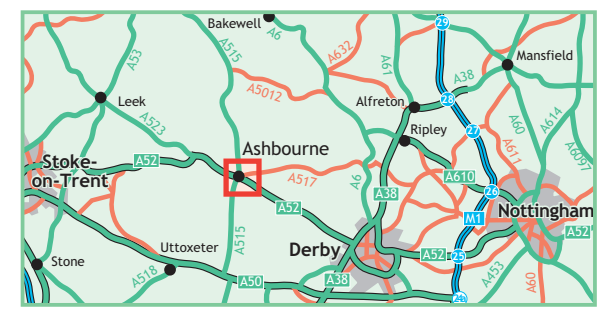 Bakewell
A6
A53
A515
A632
A61
29
Mansfield
A38
Leek
A5012
Alfreton
28
A60
A614
A523
Ashbourne
Ripley
27
A611
A6097
Stoke-
on-Trent
A52
A517
A6
A610
26
A38
A52
M1
Nottingham
A515
Derby
A52
25
A52
Uttoxeter
Stone
A518
A50
A38
A453
A60
24